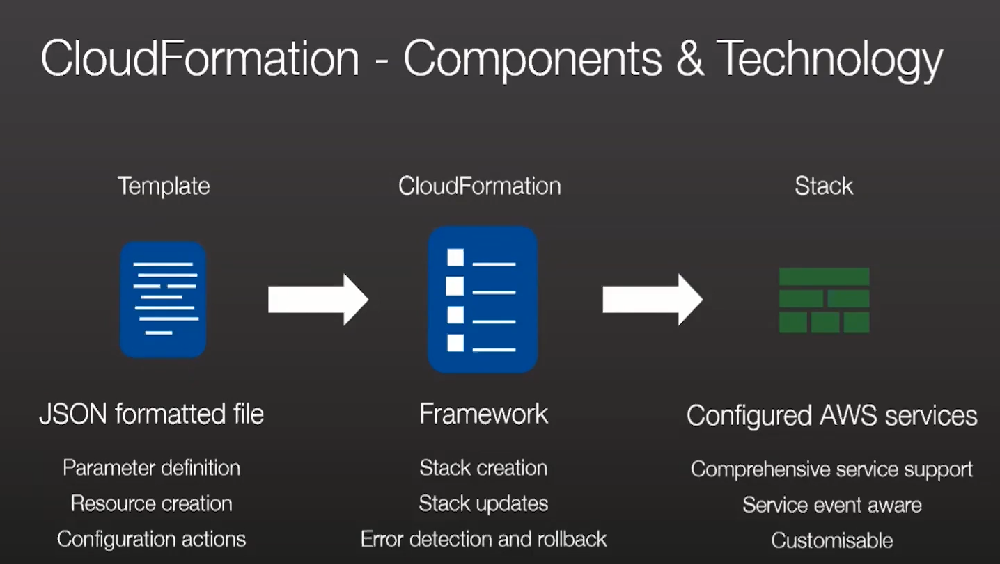 CloudFormation - Components & Technology
Template
CloudFormation
Stack
JSON formatted file
Framework
Configured AWS services
Parameter definition
Stack creation
Comprehensive service support
Resource creation
Stack updates
Service event aware
Configuration actions
Error detection and rollback
Customisable